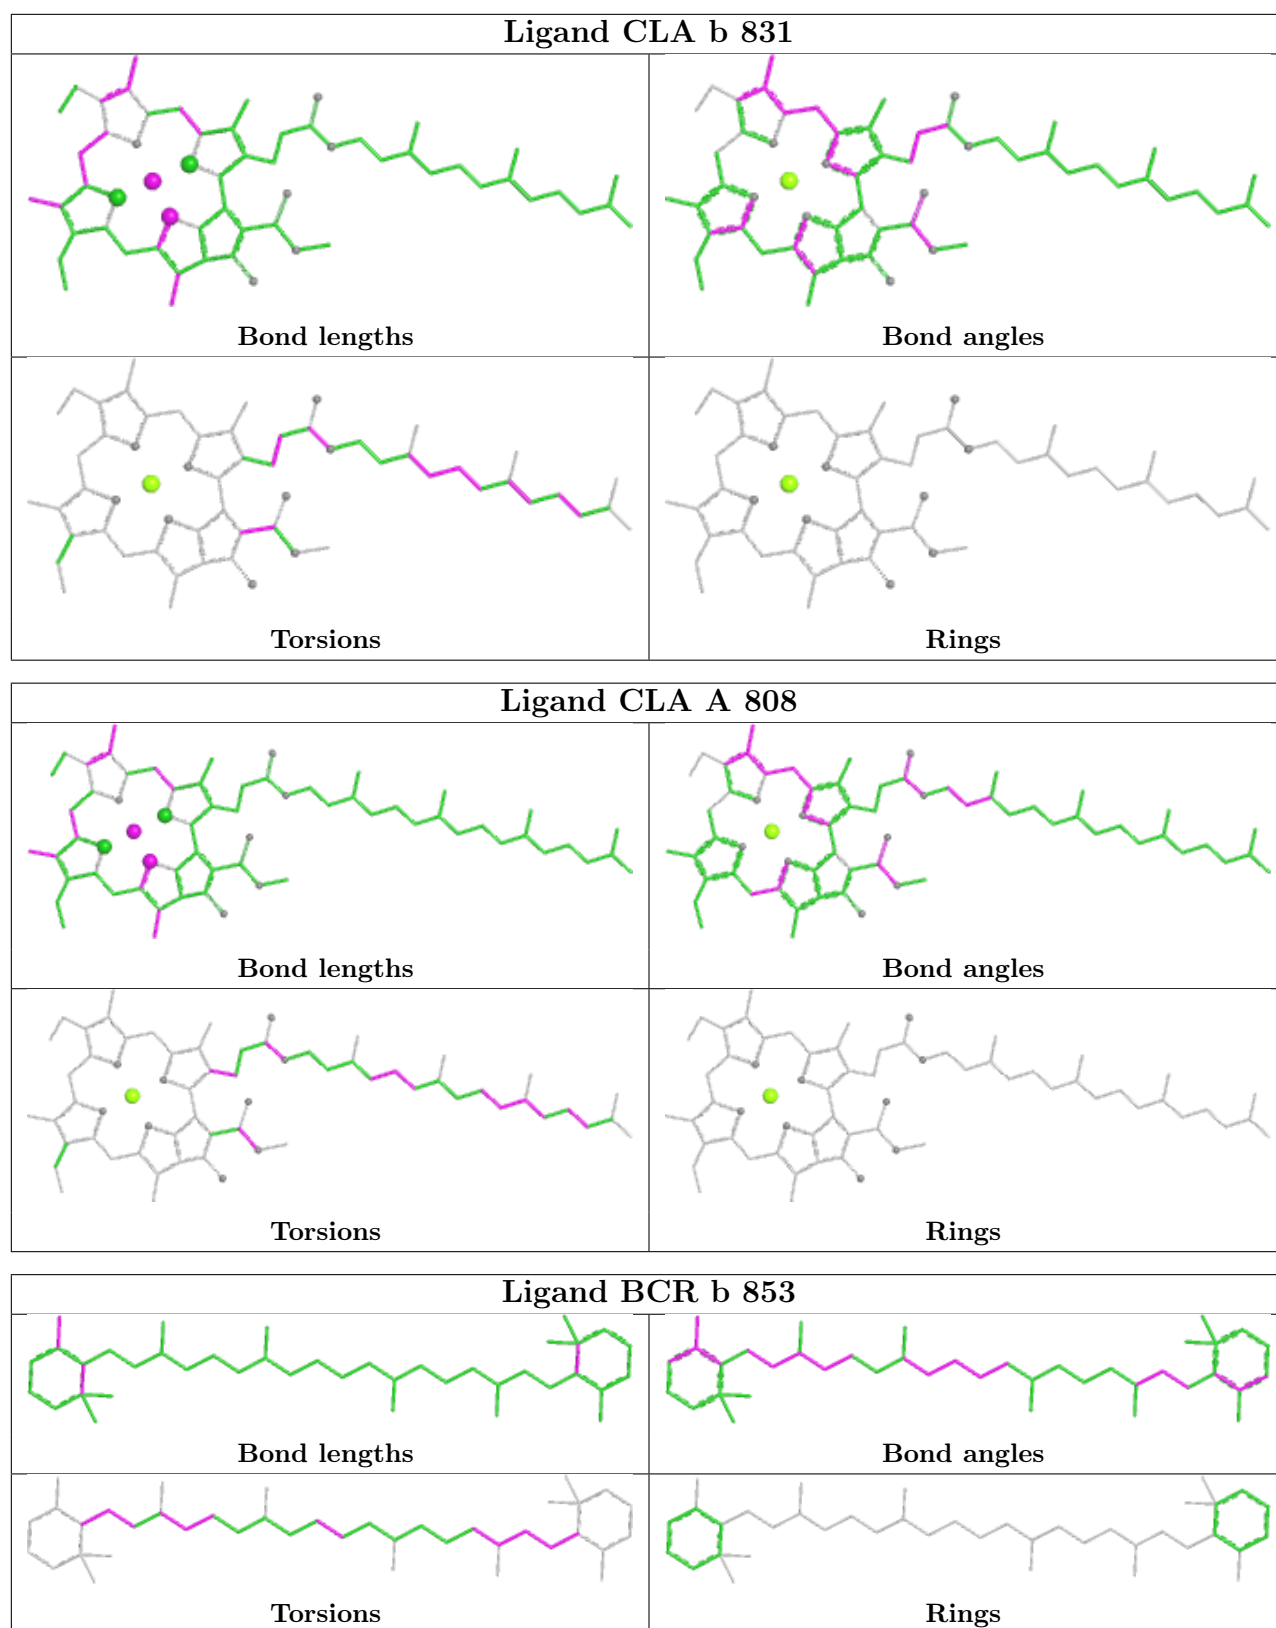 Ligand CLA b 831
Bond lengths
Bond angles
Torsions
Rings
Ligand CLA A 808
Bond lengths
Bond angles
Torsions
Rings
Ligand BCR b 853
Bond lengths
Bond angles
Torsions
Rings